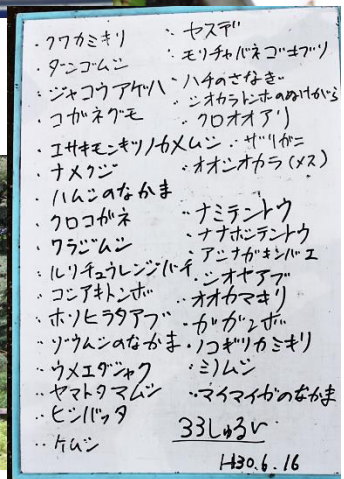 ・クワカミキリ
ダンゴムシ
・ジャコウアゲハ
・コガネグモ
・エサキモンキツノカメムシ
・ナメクジ
・ハムシのなかま
・クロコガネ
・ワラジムシ
・ルリチュウレンジバチ
・コシアキトンボ
・ホソヒラタアブ
・ゾウムシのなかま
・ウメエダシャク
・ヤマトタマムシ
・ヒシバッタ
・ケムシ
・ヤスデ
・モリチャバネゴキブリ
・ハチのさなぎ
・シオカラトンボのぬけがら
・クロオオアリ
・ザリガニ
・オオシオカラ(メス)
・ナミテントウ
・ナナホシテントウ
・アシナガキンバエ
・シオヤアブ
・オオカマキリ
・ガガンボ
・ノコギリカミキリ
・ミノムシ
・マイマイガのなかま
33しゅるい
H30.6.16